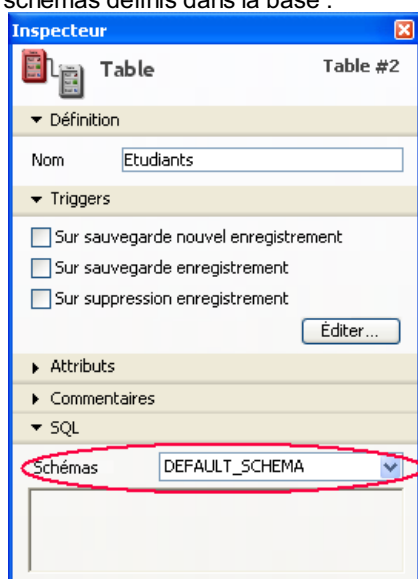 schémas définis dans la base :
Inspecteur
Table Table #2
Définition
Nom Etudiants
Triggers
Sur sauvegarde nouvel enregistrement
Sur sauvegarde enregistrement
Sur suppression enregistrement
Éditer...
Attributs
Commentaires
SQL
Schémas DEFAULT_SCHEMA